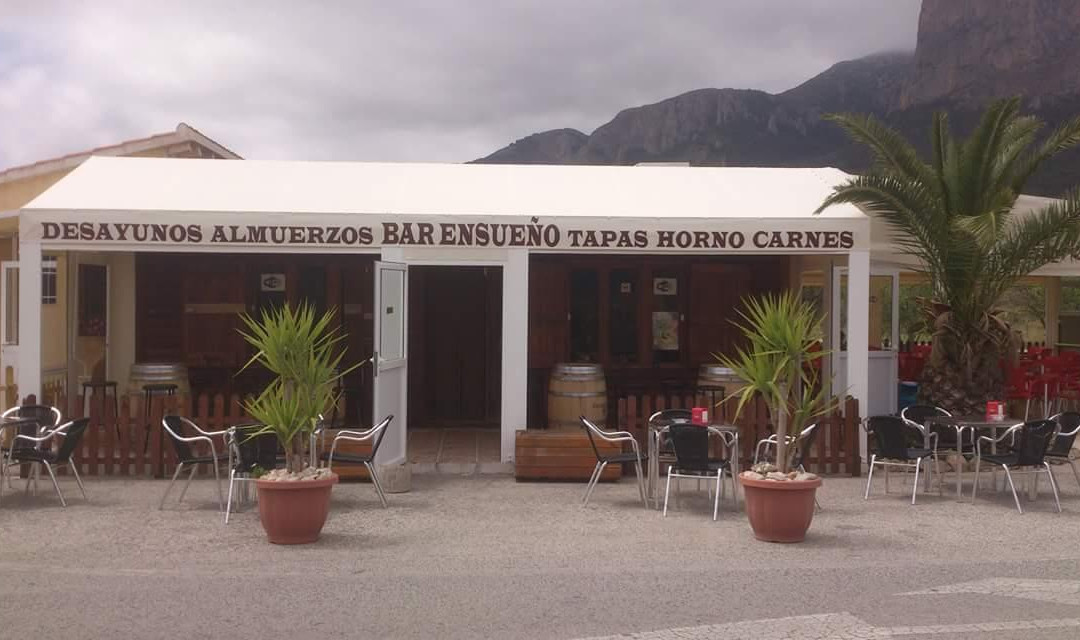 DESAYUNOS ALMUERZOS BAR ENSUEÑO TAPAS HORNO CARNES